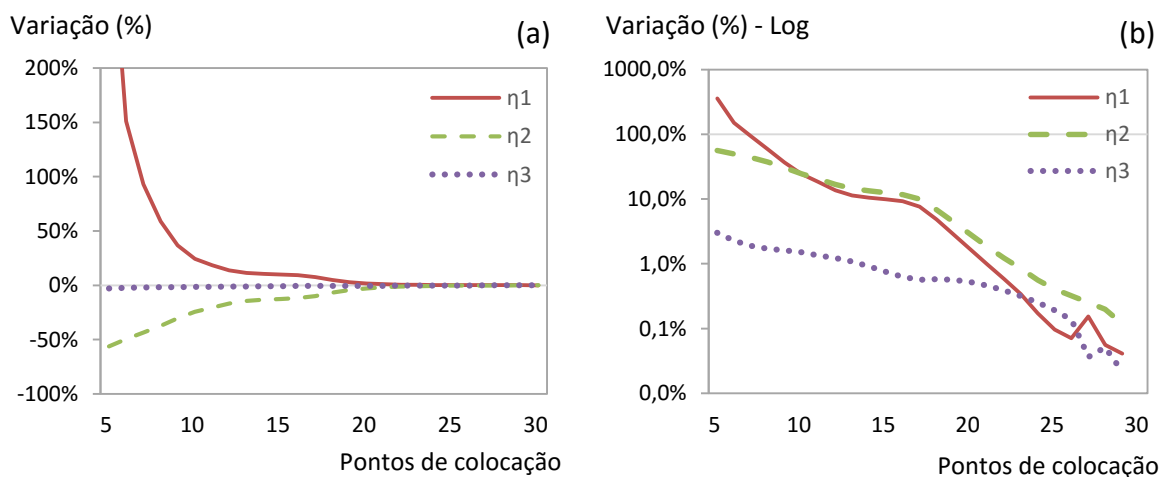 Variação (%)
(a)
200%
150%
100%
50%
0%
-50%
-100%
η1
η2
η3
5 10 15 20 25 30
Pontos de colocação
Variação (%) - Log
(b)
1000,0%
100,0%
10,0%
1,0%
0,1%
0,0%
η1
η2
η3
5 10 15 20 25 30
Pontos de colocação